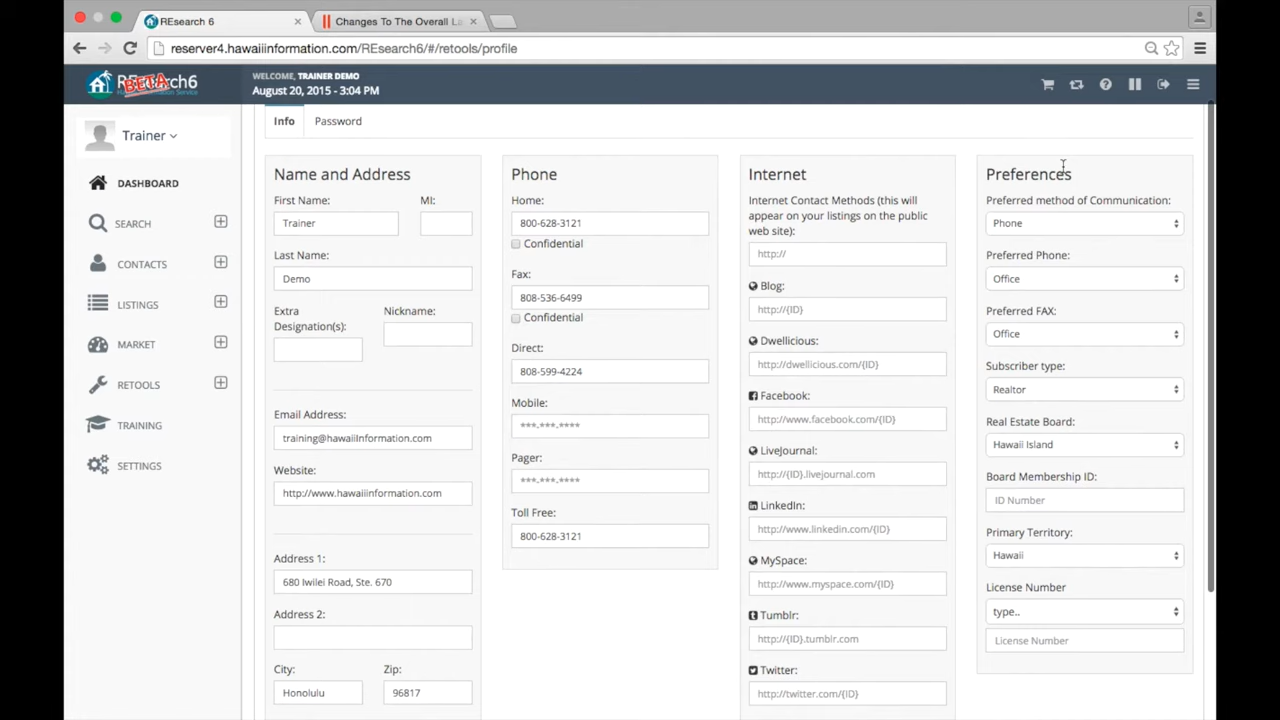 REsearch 6
Changes To The Overall La
reserver4.hawaiiinformation.com/REsearch6/#/retools/profile
REsearch6
BETA
WELCOME, TRAINER DEMO
August 20, 2015 - 3:04 PM
Trainer
DASHBOARD
SEARCH
CONTACTS
LISTINGS
MARKET
RETOOLS
TRAINING
SETTINGS
Info
Password
Name and Address
First Name:
MI:
Trainer
Last Name:
Demo
Extra
Designation(s):
Nickname:
Email Address:
training@hawaiiInformation.com
Website:
http://www.hawaiiinformation.com
Address 1:
680 Iwilei Road, Ste. 670
Address 2:
City:
Zip:
Honolulu
96817
Phone
Home:
800-628-3121
Confidential
Fax:
808-536-6499
Confidential
Direct:
808-599-4224
Mobile:
***-***-****
Pager:
***-***-****
Toll Free:
800-628-3121
Internet
Internet Contact Methods (this will
appear on your listings on the public
web site):
http://
Blog:
http://{ID}
Dwellicious:
http://dwellicious.com/{ID}
Facebook:
http://www.facebook.com/{ID}
LiveJournal:
http://{ID}.livejournal.com
LinkedIn:
http://www.linkedin.com/{ID}
MySpace:
http://www.myspace.com/{ID}
Tumblr:
http://{ID}.tumblr.com
Twitter:
http://twitter.com/{ID}
Preferences
Preferred method of Communication:
Phone
Preferred Phone:
Office
Preferred FAX:
Office
Subscriber type:
Realtor
Real Estate Board:
Hawaii Island
Board Membership ID:
ID Number
Primary Territory:
Hawaii
License Number
type..
License Number